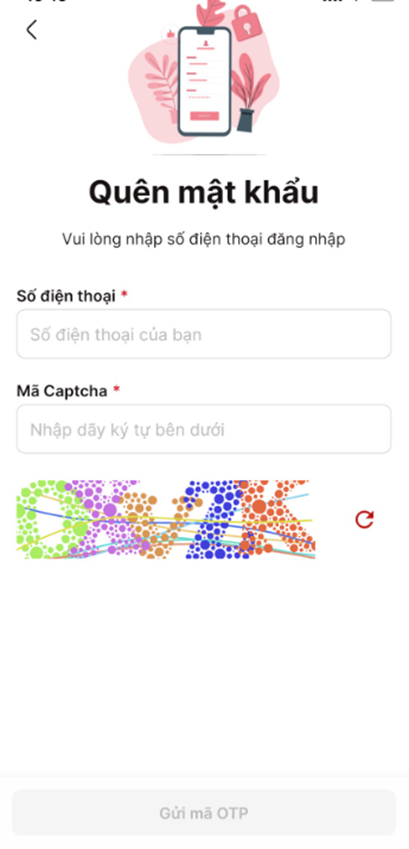 Quên mật khẩu
Vui lòng nhập số điện thoại đăng nhập
Số điện thoại *
Số điện thoại của bạn
Mã Captcha *
Nhập dãy ký tự bên dưới
Gửi mã OTP